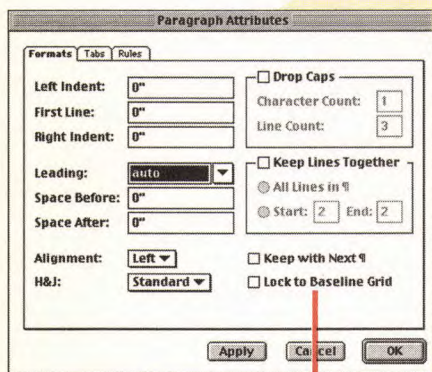 Paragraph Attributes
Formats Tabs Rules
Left Indent: 0"
First Line: 0"
Right Indent: 0"
Leading: auto
Space Before: 0"
Space After: 0"
Alignment: Left
H&J: Standard
Drop Caps
Character Count: 1
Line Count: 3
Keep Lines Together
All Lines in ¶
Start: 2 End: 2
Keep with Next ¶
Lock to Baseline Grid
Apply Cancel OK